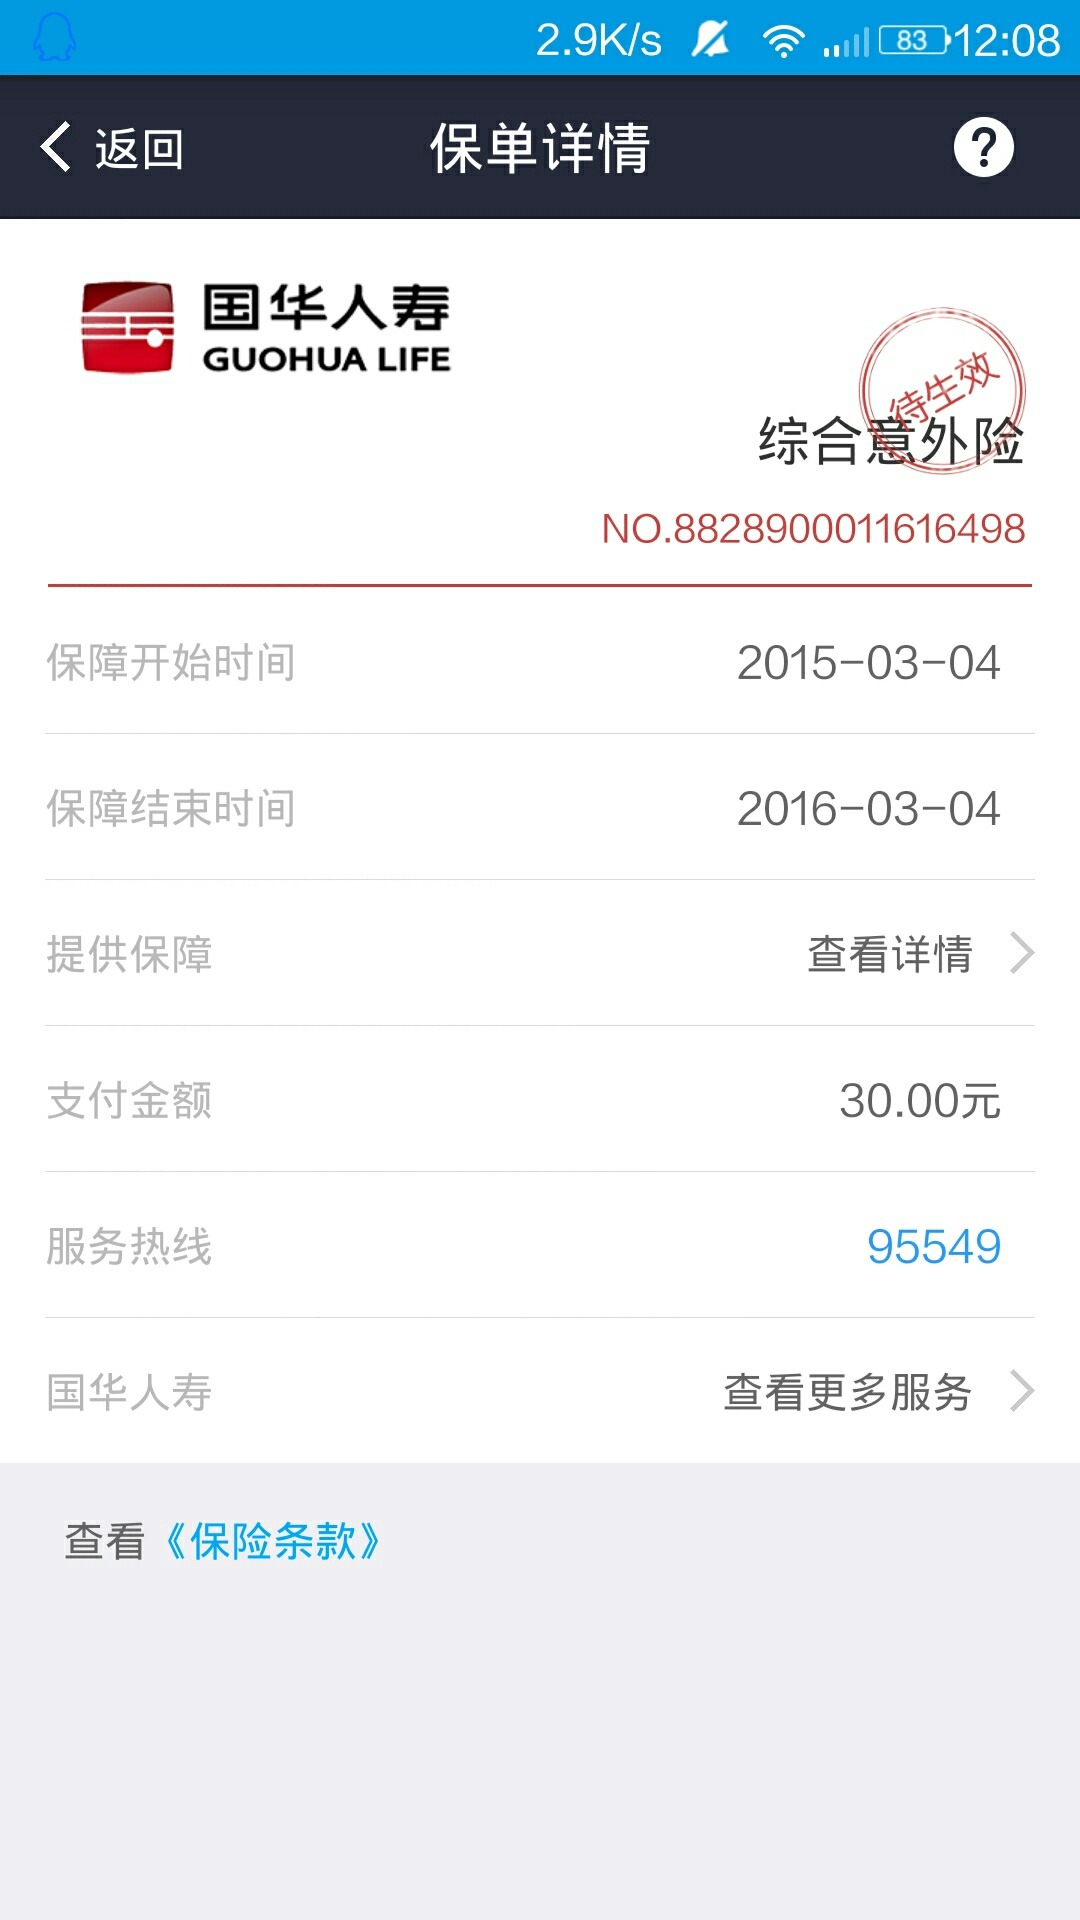 2.9K/s 83 12:08
返回 保单详情 ?
国华人寿
GUOHUA LIFE
待生效
综合意外险
NO.8828900011616498
保障开始时间 2015-03-04
保障结束时间 2016-03-04
提供保障 查看详情
支付金额 30.00元
服务热线 95549
国华人寿 查看更多服务
查看《保险条款》